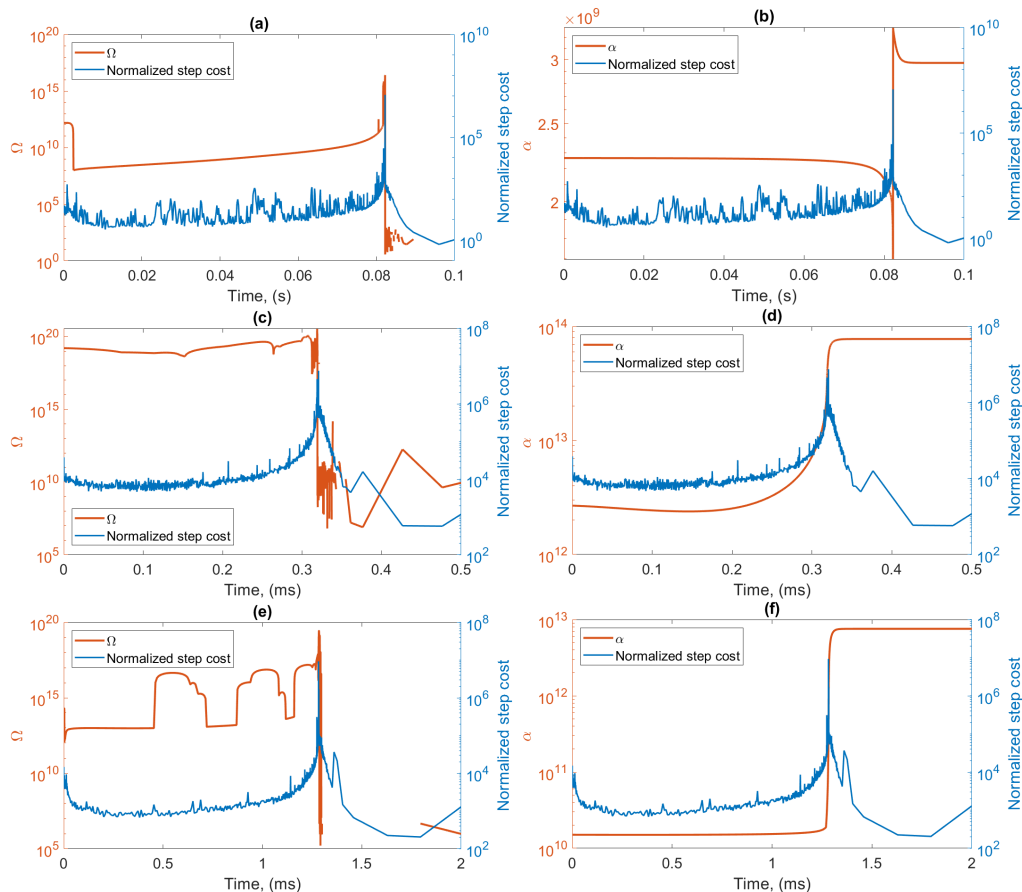 (a)
Ω
Normalized step cost
10^20
10^15
10^10
10^5
10^0
Ω
10^10
10^5
10^0
Normalized step cost
0 0.02 0.04 0.06 0.08 0.1
Time, (s)
(b)
× 10^9
α
Normalized step cost
3
2.5
2
α
10^10
10^5
10^0
Normalized step cost
0 0.02 0.04 0.06 0.08 0.1
Time, (s)
(c)
10^20
10^15
10^10
10^5
Ω
Ω
Normalized step cost
10^8
10^6
10^4
10^2
Normalized step cost
0 0.1 0.2 0.3 0.4 0.5
Time, (ms)
(d)
α
Normalized step cost
10^14
10^13
10^12
α
10^8
10^6
10^4
10^2
Normalized step cost
0 0.1 0.2 0.3 0.4 0.5
Time, (ms)
(e)
Ω
Normalized step cost
10^20
10^15
10^10
10^5
Ω
10^8
10^6
10^4
10^2
Normalized step cost
0 0.5 1 1.5 2
Time, (ms)
(f)
α
Normalized step cost
10^13
10^12
10^11
10^10
α
10^8
10^6
10^4
10^2
Normalized step cost
0 0.5 1 1.5 2
Time, (ms)